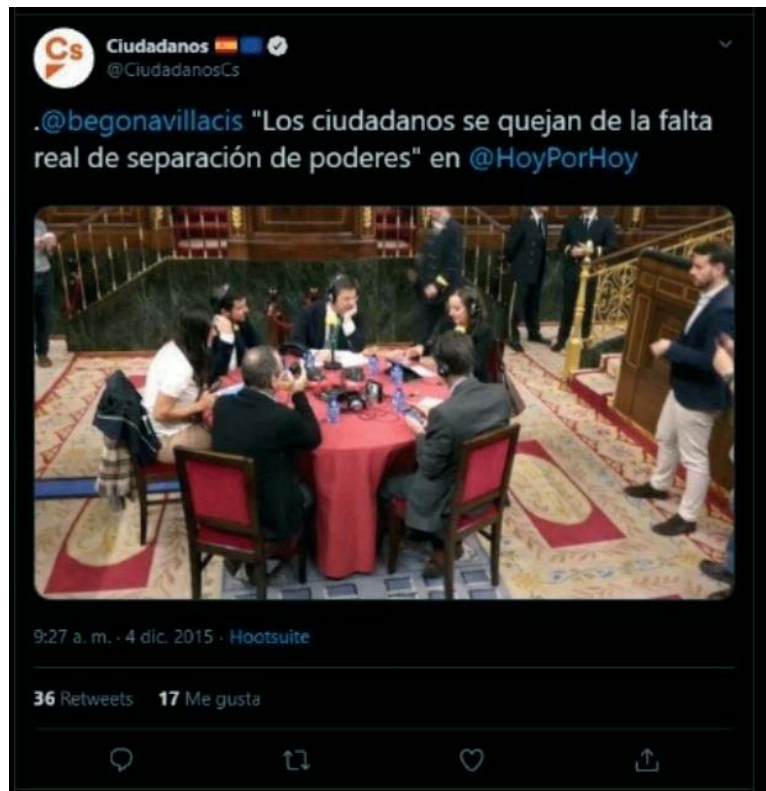 Cs
Ciudadanos
@CiudadanosCs
.@begonavillacis "Los ciudadanos se quejan de la falta
real de separación de poderes" en @HoyPorHoy
9:27 a. m. · 4 dic. 2015 · Hootsuite
36 Retweets 17 Me gusta